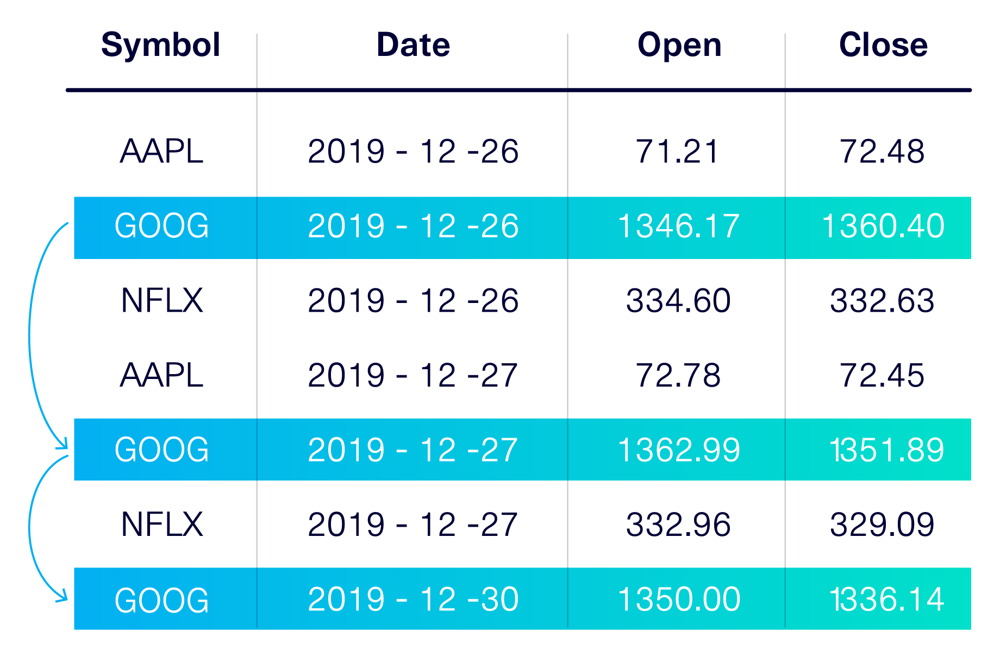 Symbol Date Open Close
AAPL 2019 - 12 -26 71.21 72.48
GOOG 2019 - 12 -26 1346.17 1360.40
NFLX 2019 - 12 -26 334.60 332.63
AAPL 2019 - 12 -27 72.78 72.45
GOOG 2019 - 12 -27 1362.99 1351.89
NFLX 2019 - 12 -27 332.96 329.09
GOOG 2019 - 12 -30 1350.00 1336.14